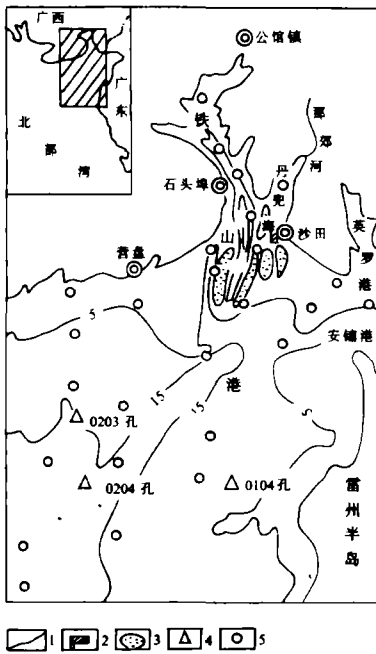 广西
广
东
北
部
湾
公馆镇
铁
那
郊
河
丹
兜
海
石头埠
山
沙田
英
罗
港
营盘
5
安铺港
15
15
港
5
0203 孔
0204 孔
0104 孔
雷
州
半
岛
1
2
3
4
5